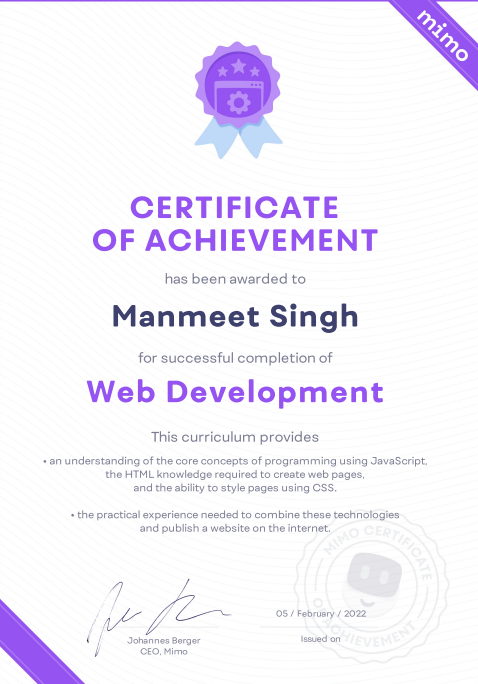 mimo
CERTIFICATE
OF ACHIEVEMENT
has been awarded to
Manmeet Singh
for successful completion of
Web Development
This curriculum provides
• an understanding of the core concepts of programming using JavaScript,
the HTML knowledge required to create web pages,
and the ability to style pages using CSS.
• the practical experience needed to combine these technologies
and publish a website on the internet.
MIMO CERTIFICATE
OF ACHIEVEMENT
05 / February / 2022
Johannes Berger
Issued on
CEO, Mimo